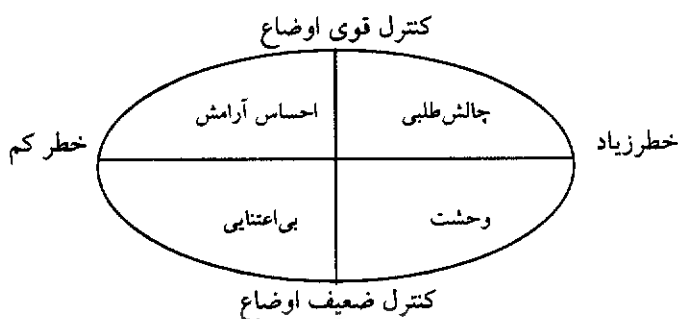 کنترل قوی اوضاع
چالش‌طلبی
احساس آرامش
خطرزیاد
خطر کم
وحشت
بی‌اعتنایی
کنترل ضعیف اوضاع